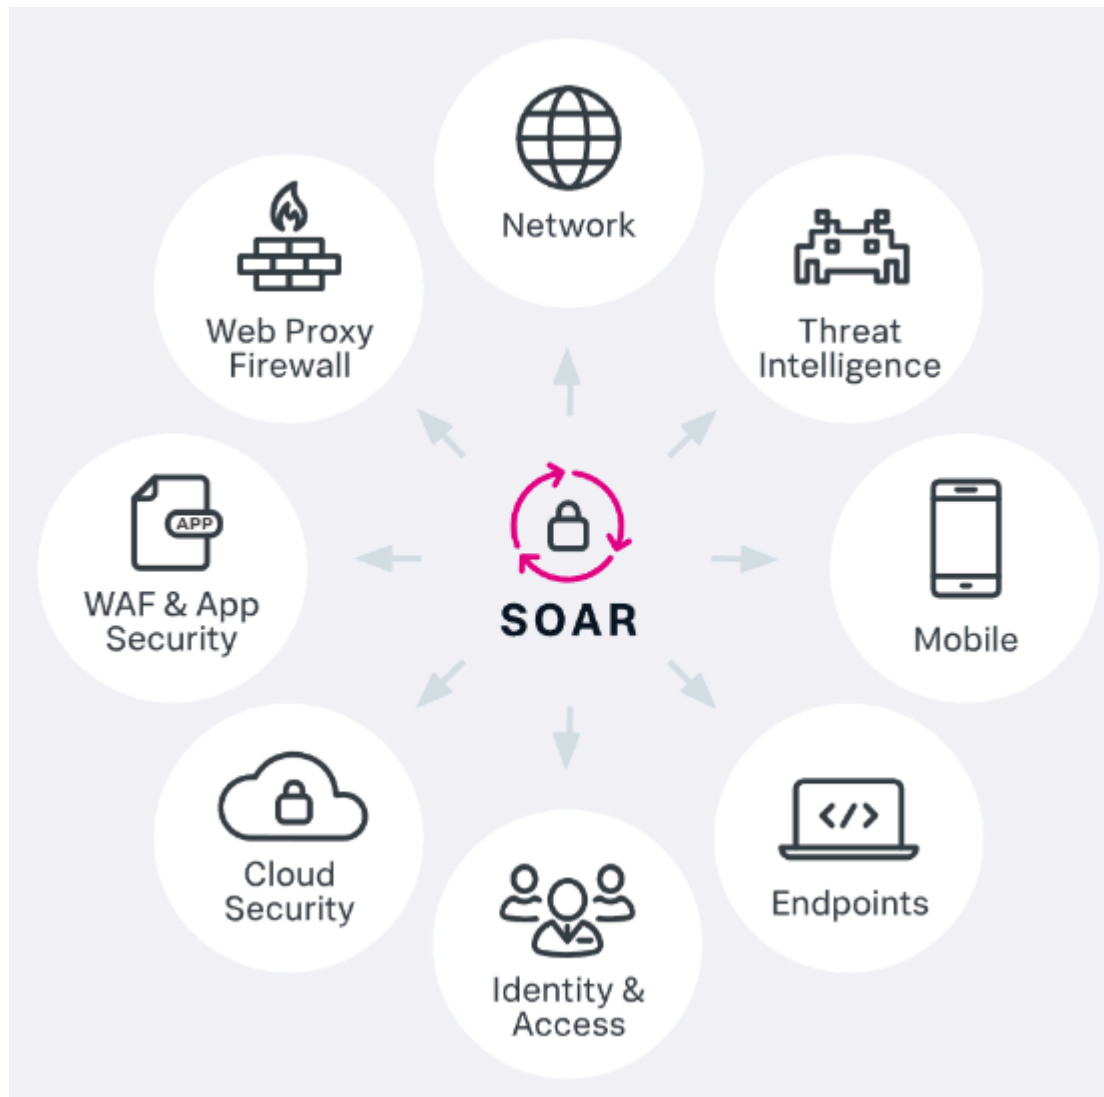 Network
Threat
Intelligence
Web Proxy
Firewall
APP
WAF & App
Security
SOAR
Mobile
Cloud
Security
</>
Endpoints
Identity &
Access